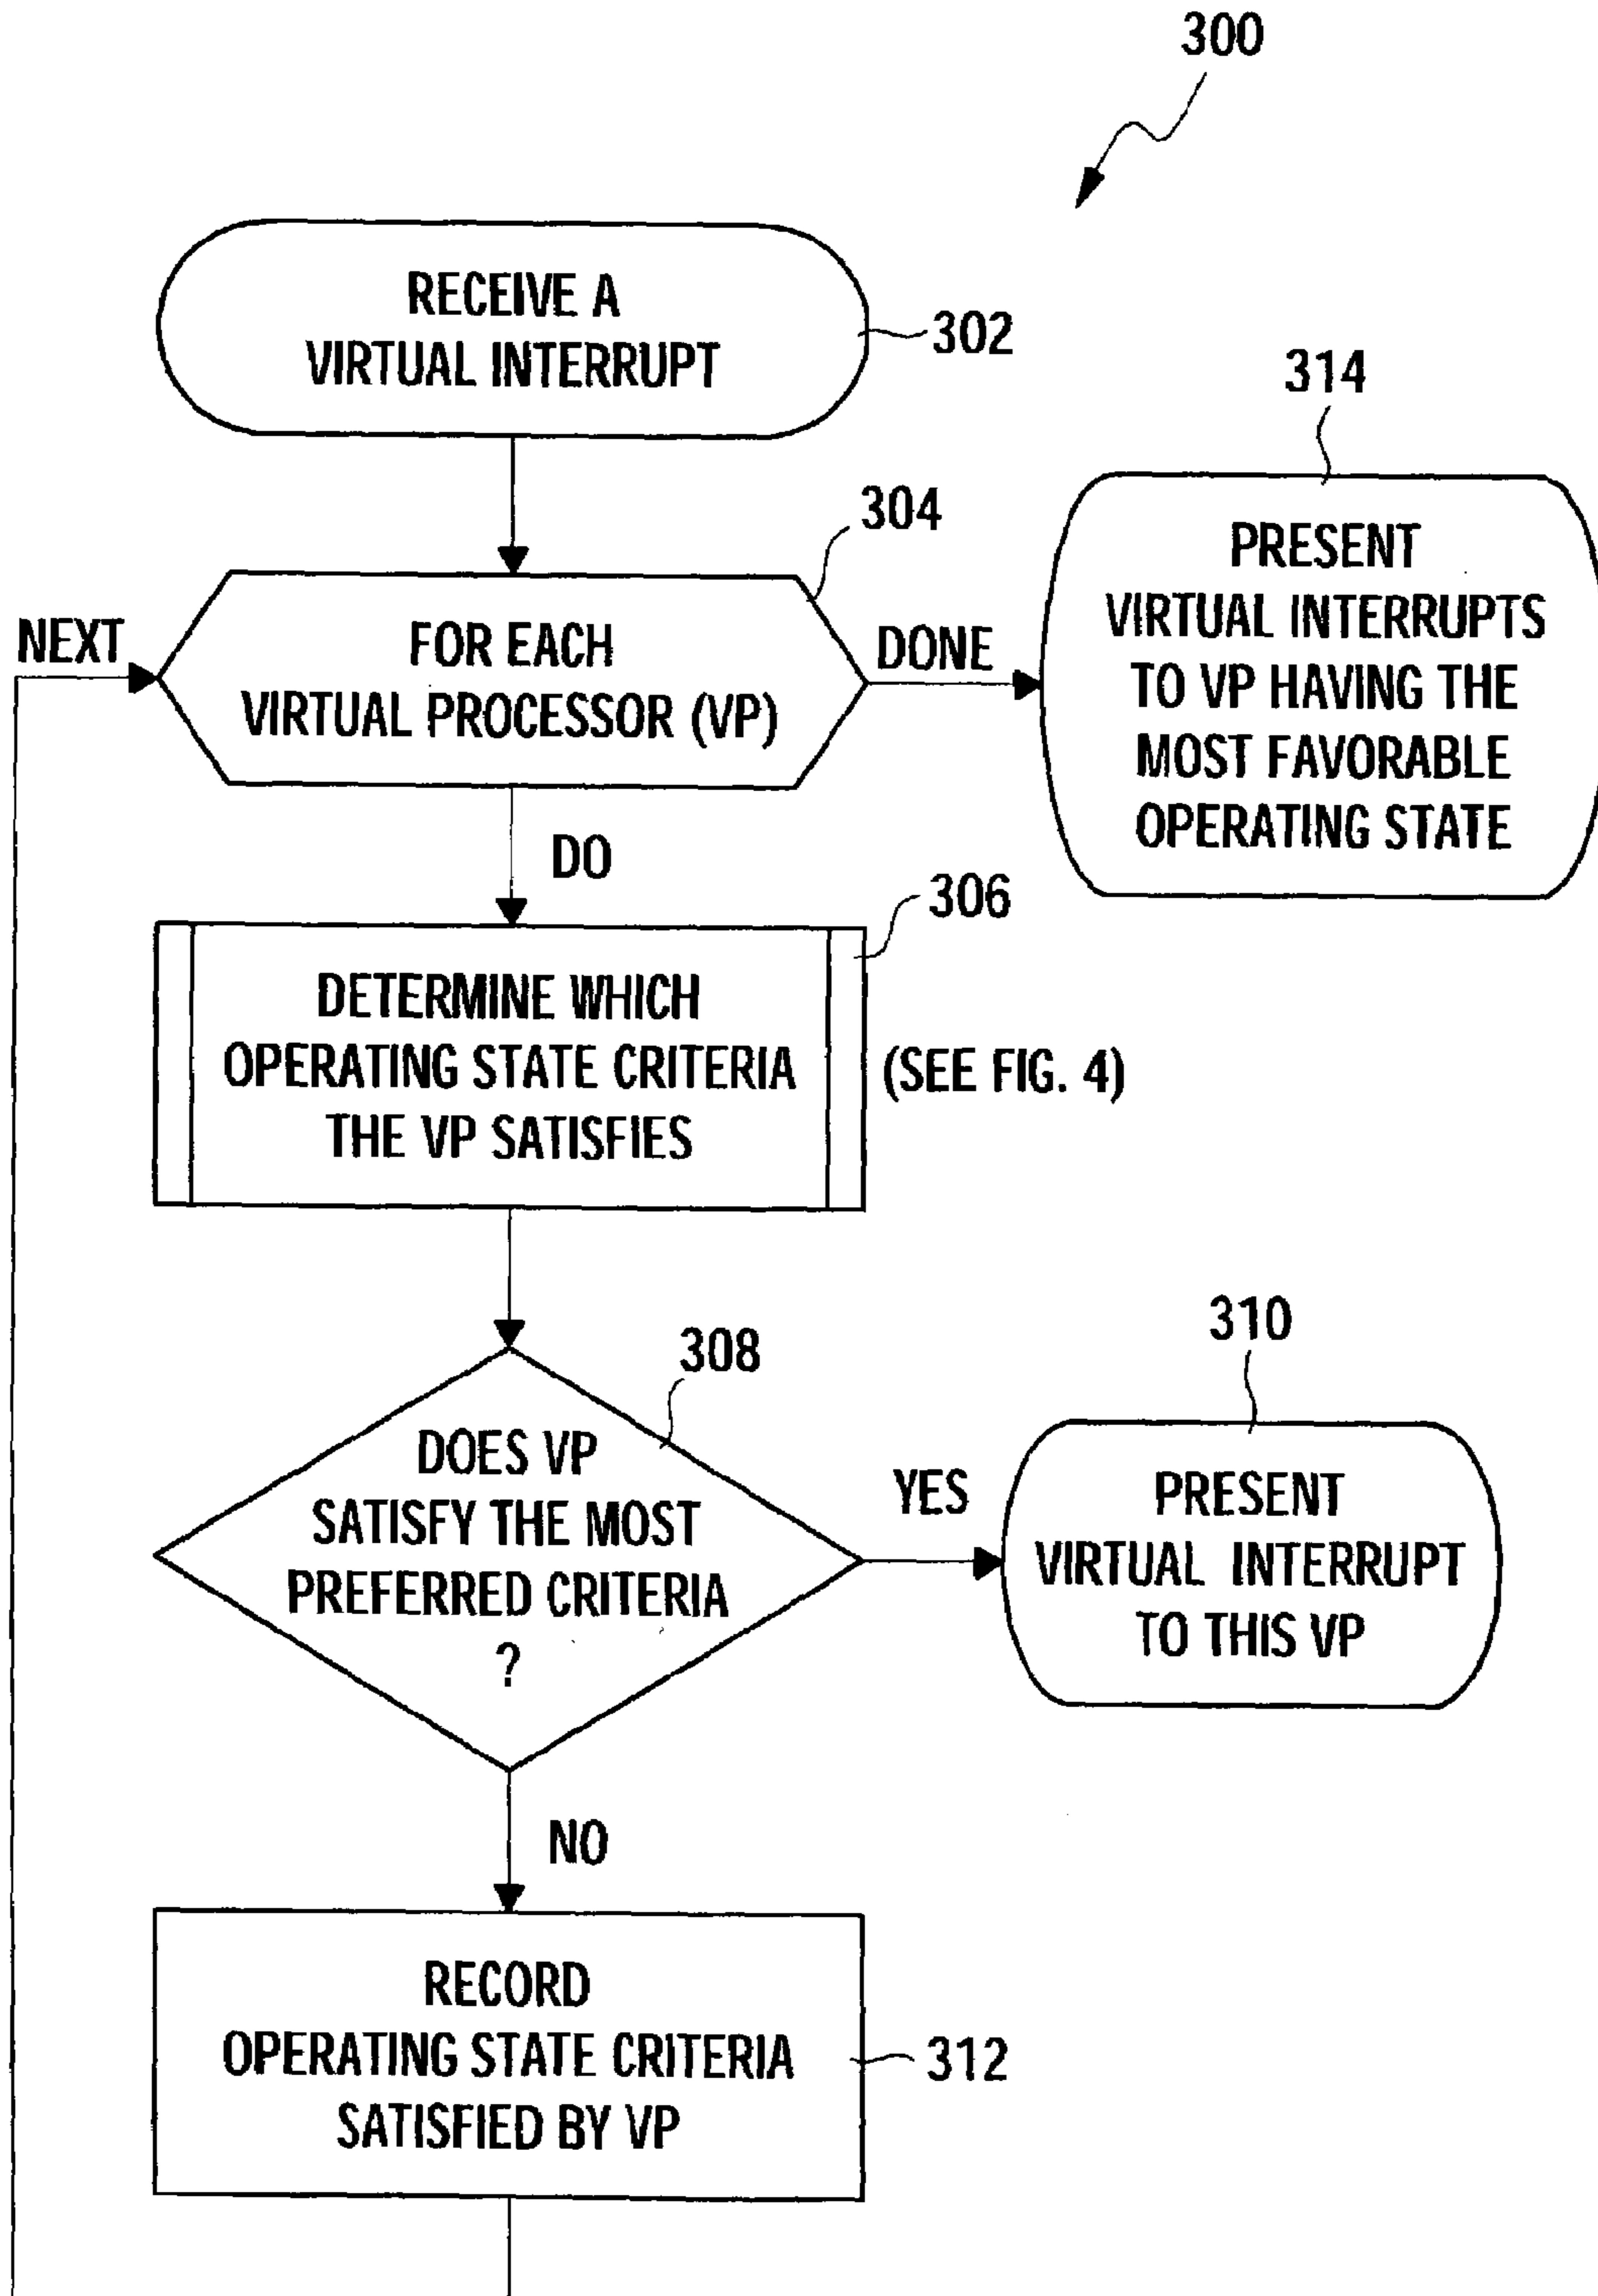 300
RECEIVE A
VIRTUAL INTERRUPT
302
314
304
PRESENT
VIRTUAL INTERRUPTS
TO VP HAVING THE
MOST FAVORABLE
OPERATING STATE
NEXT
FOR EACH
VIRTUAL PROCESSOR (VP)
DONE
DO
306
DETERMINE WHICH
OPERATING STATE CRITERIA
THE VP SATISFIES
(SEE FIG. 4)
308
310
DOES VP
SATISFY THE MOST
PREFERRED CRITERIA
?
YES
PRESENT
VIRTUAL INTERRUPT
TO THIS VP
NO
RECORD
OPERATING STATE CRITERIA
SATISFIED BY VP
312